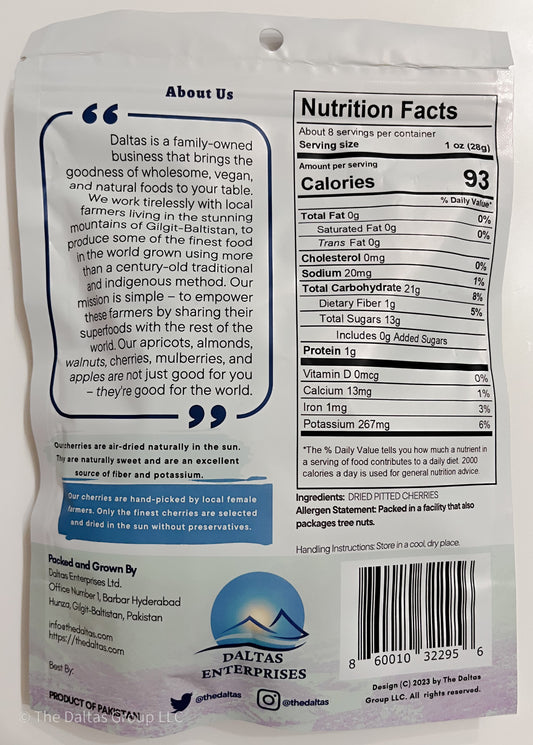 About Us
“
Daltas is a family-owned
business that brings the
goodness of wholesome, vegan,
and natural foods to your table.
We work tirelessly with local
farmers living in the stunning
mountains of Gilgit-Baltistan, to
produce some of the finest food
in the world grown using more
than a century-old traditional
and indigenous method. Our
mission is simple – to empower
these farmers by sharing their
superfoods with the rest of the
world. Our apricots, almonds,
walnuts, cherries, mulberries, and
apples are not just good for you
– they're good for the world.
”
Our cherries are air-dried naturally in the sun.
They are naturally sweet and are an excellent
source of fiber and potassium.
Our cherries are hand-picked by local female
farmers. Only the finest cherries are selected
and dried in the sun without preservatives.
Nutrition Facts
About 8 servings per container
Serving size 1 oz (28g)
Amount per serving
Calories 93
% Daily Value*
Total Fat 0g 0%
Saturated Fat 0g 0%
Trans Fat 0g
Cholesterol 0mg 0%
Sodium 20mg 1%
Total Carbohydrate 21g 8%
Dietary Fiber 1g 5%
Total Sugars 13g
Includes 0g Added Sugars
Protein 1g
Vitamin D 0mcg 0%
Calcium 13mg 1%
Iron 1mg 3%
Potassium 267mg 6%
*The % Daily Value tells you how much a nutrient in
a serving of food contributes to a daily diet. 2000
calories a day is used for general nutrition advice.
Ingredients: DRIED PITTED CHERRIES
Allergen Statement: Packed in a facility that also
packages tree nuts.
Handling Instructions: Store in a cool, dry place.
Packed and Grown By
Daltas Enterprises Ltd.
Office Number 1, Barbar Hyderabad
Hunza, Gilgit-Baltistan, Pakistan
info@thedaltas.com
https://thedaltas.com
Best By:
PRODUCT OF PAKISTAN
DALTAS
ENTERPRISES
@thedaltas @thedaltas
8 60010 32295 6
Design (C) 2023 by The Daltas
Group LLC. All rights reserved.
© The Daltas Group LLC